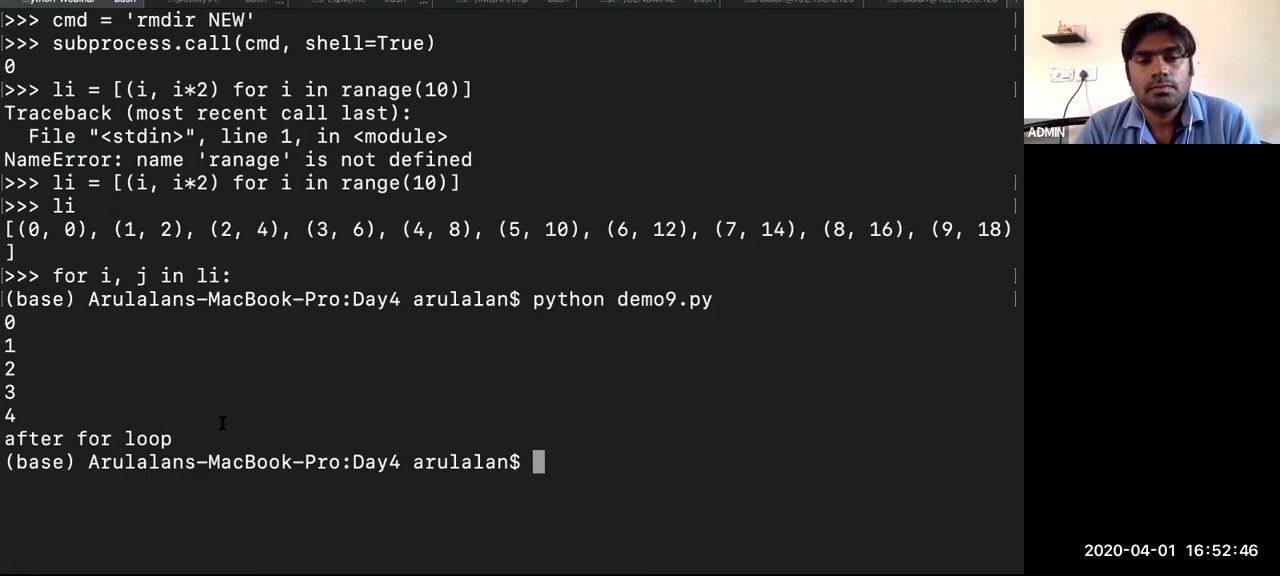 >>> cmd = 'rmdir NEW'
>>> subprocess.call(cmd, shell=True)
0
>>> li = [(i, i*2) for i in ranage(10)]
Traceback (most recent call last):
  File "<stdin>", line 1, in <module>
NameError: name 'ranage' is not defined
>>> li = [(i, i*2) for i in range(10)]
>>> li
[(0, 0), (1, 2), (2, 4), (3, 6), (4, 8), (5, 10), (6, 12), (7, 14), (8, 16), (9, 18)
]
>>> for i, j in li:
(base) Arulalans-MacBook-Pro:Day4 arulalan$ python demo9.py
0
1
2
3
4
after for loop
(base) Arulalans-MacBook-Pro:Day4 arulalan$
ADMIN
2020-04-01 16:52:46